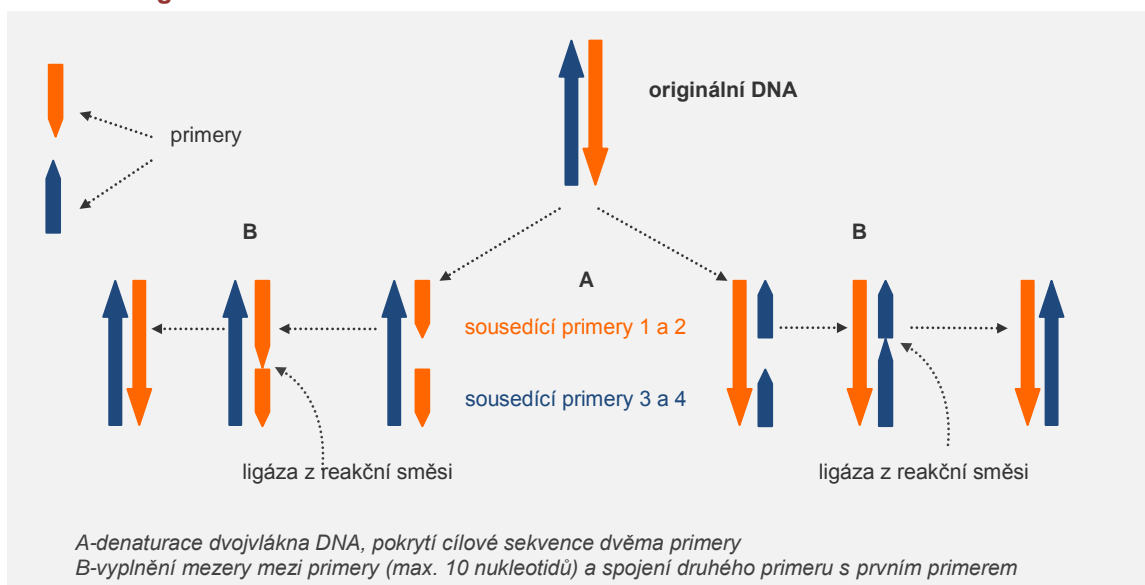 originální DNA
primery
B
B
A
sousedící primery 1 a 2
sousedící primery 3 a 4
ligáza z reakční směsi
ligáza z reakční směsi
A-denaturace dvojvlákna DNA, pokrytí cílové sekvence dvěma primery
B-vyplnění mezery mezi primery (max. 10 nukleotidů) a spojení druhého primeru s prvním primerem